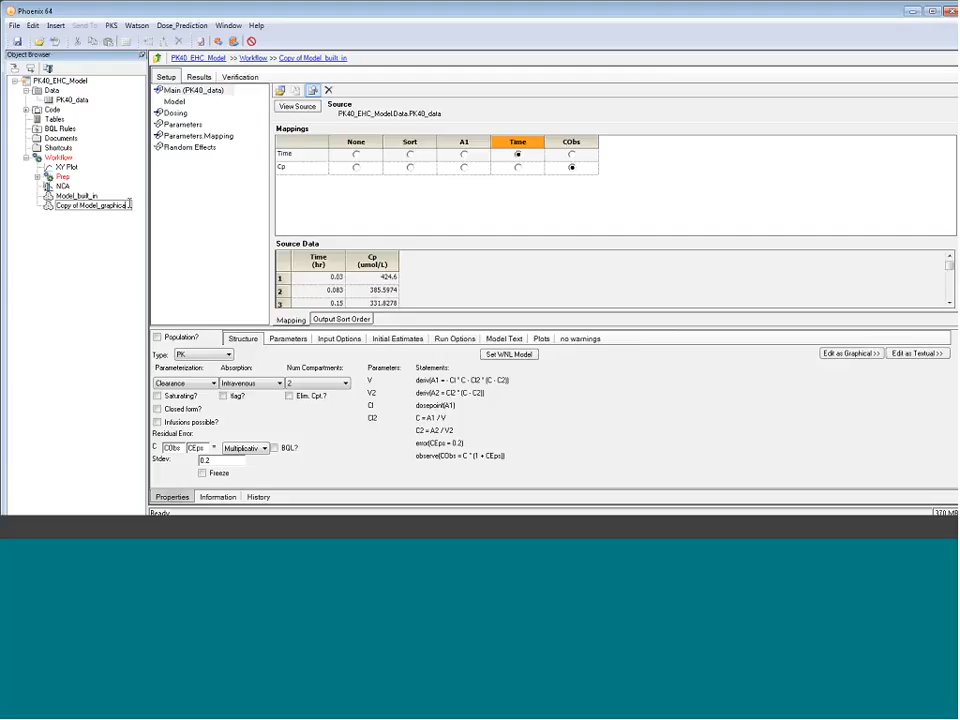 Phoenix 64
File Edit Insert Send To PKS Watson Dose_Prediction Window Help
Object Browser
PK40_EHC_Model >> Workflow >> Copy of Model_built_in
PK40_EHC_Model
Data
PK40_data
Code
Tables
BQL Rules
Documents
Shortcuts
Workflow
XY Plot
Prep
NCA
Model_built_in
Copy of Model_graphica
Setup Results Verification
Main (PK40_data)
Model
Dosing
Parameters
Parameters.Mapping
Random Effects
View Source
Source
PK40_EHC_Model.Data.PK40_data
Mappings
None Sort A1 Time CObs
Time
Cp
Source Data
Time (hr) Cp (umol/L)
1 0.03 424.6
2 0.083 385.5974
3 0.15 331.8278
Mapping Output Sort Order
Population? Structure Parameters Input Options Initial Estimates Run Options Model Text Plots no warnings
Type: PK Set WNL Model Edit as Graphical >> Edit as Textual >>
Parameterization: Absorption: Num Compartments: Parameters: Statements:
Clearance Intravenous 2
Saturating? tlag? Elim. Cpt.?
Closed form?
Infusions possible?
Residual Error:
C CObs CEps = Multiplicativ BQL?
Stdev: 0.2
Freeze
V deriv(A1 = - Cl * C - Cl2 * (C - C2))
V2 deriv(A2 = Cl2 * (C - C2))
Cl dosepoint(A1)
Cl2 C = A1 / V
C2 = A2 / V2
error(CEps = 0.2)
observe(CObs = C * (1 + CEps))
Properties Information History
Ready 370 MB